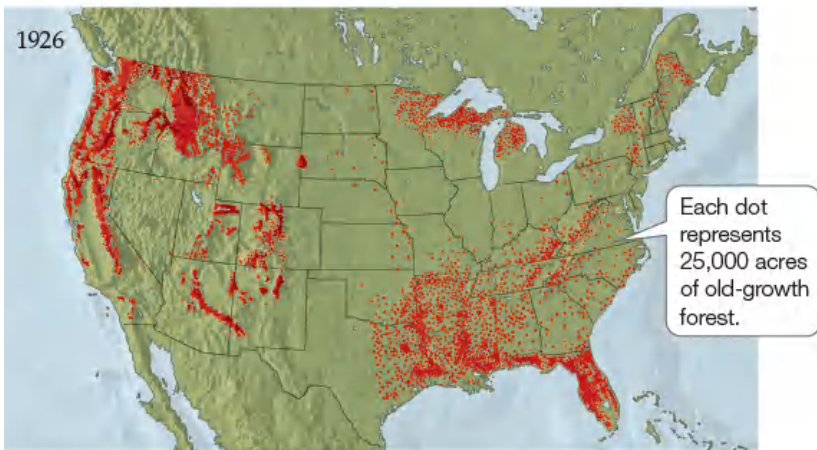 1926
Each dot
represents
25,000 acres
of old-growth
forest.